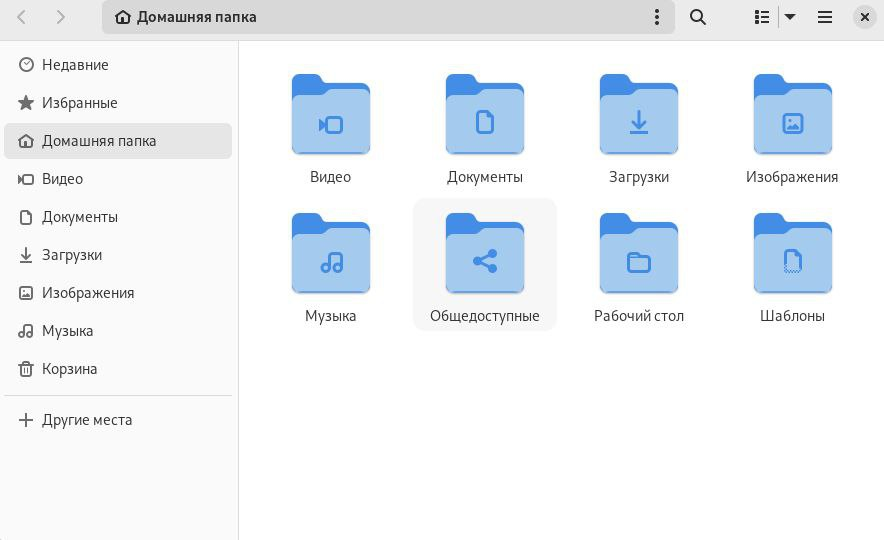 Домашняя папка
Недавние
Избранные
Домашняя папка
Видео
Документы
Загрузки
Изображения
Музыка
Корзина
Другие места
Видео Документы Загрузки Изображения
Музыка Общедоступные Рабочий стол Шаблоны